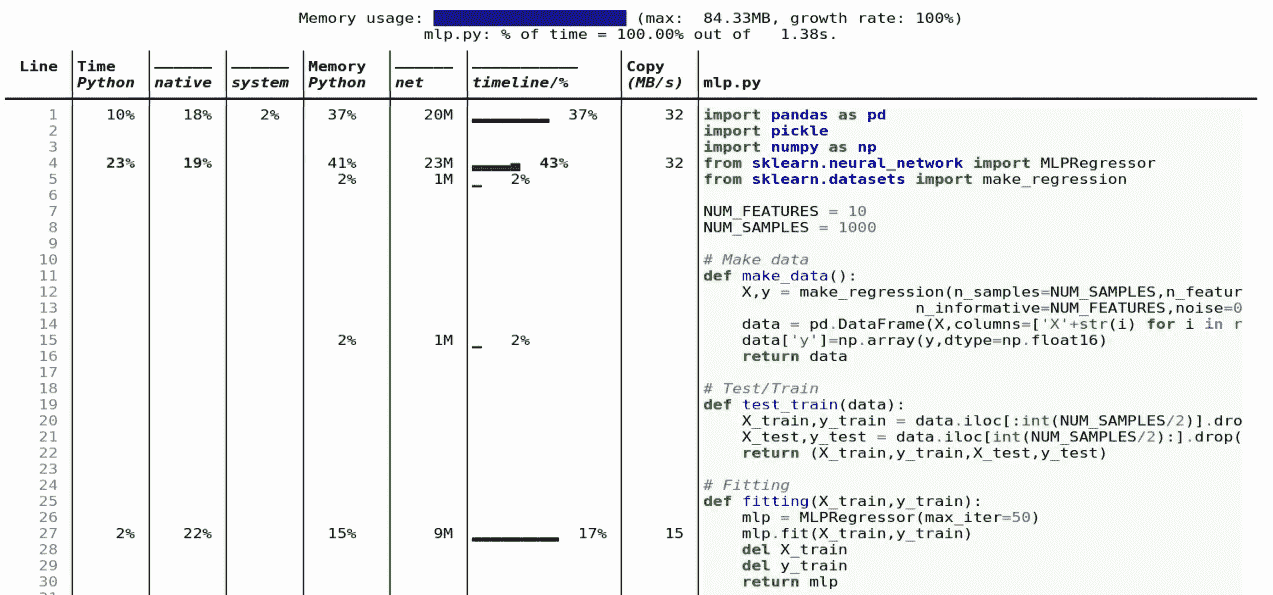 Memory usage: (max: 84.33MB, growth rate: 100%)
mlp.py: % of time = 100.00% out of 1.38s.
Line Time Memory Copy
Python native system Python net timeline/% (MB/s) mlp.py
1 10% 18% 2% 37% 20M 37% 32 import pandas as pd
2 import pickle
3 import numpy as np
4 23% 19% 41% 23M 43% 32 from sklearn.neural_network import MLPRegressor
5 2% 1M 2% from sklearn.datasets import make_regression
6
7 NUM_FEATURES = 10
8 NUM_SAMPLES = 1000
9
10 # Make data
11 def make_data():
12 X,y = make_regression(n_samples=NUM_SAMPLES,n_featur
13 n_informative=NUM_FEATURES,noise=0
14 data = pd.DataFrame(X,columns=['X'+str(i) for i in r
15 2% 1M 2% data['y']=np.array(y,dtype=np.float16)
16 return data
17
18 # Test/Train
19 def test_train(data):
20 X_train,y_train = data.iloc[:int(NUM_SAMPLES/2)].dro
21 X_test,y_test = data.iloc[int(NUM_SAMPLES/2):].drop(
22 return (X_train,y_train,X_test,y_test)
23
24 # Fitting
25 def fitting(X_train,y_train):
26 mlp = MLPRegressor(max_iter=50)
27 2% 22% 15% 9M 17% 15 mlp.fit(X_train,y_train)
28 del X_train
29 del y_train
30 return mlp